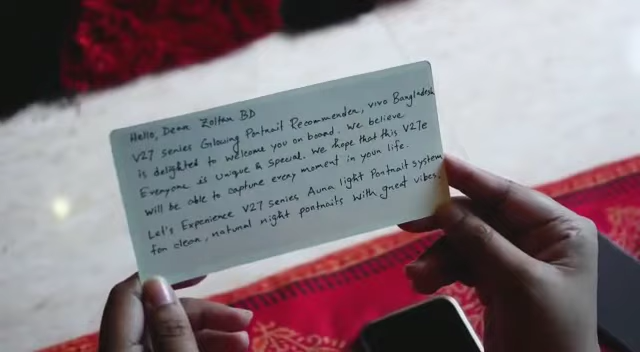 Hello, Dear Zoltan BD
V27 series Glowing Portrait Recommender, vivo Bangladesh
is delighted to welcome you on board. We believe
Everyone is unique & special. We hope that this V27e
will be able to capture every moment in your life.
Let's Experience V27 series Aura light Portrait system
for clean, natural night portraits with great vibes.